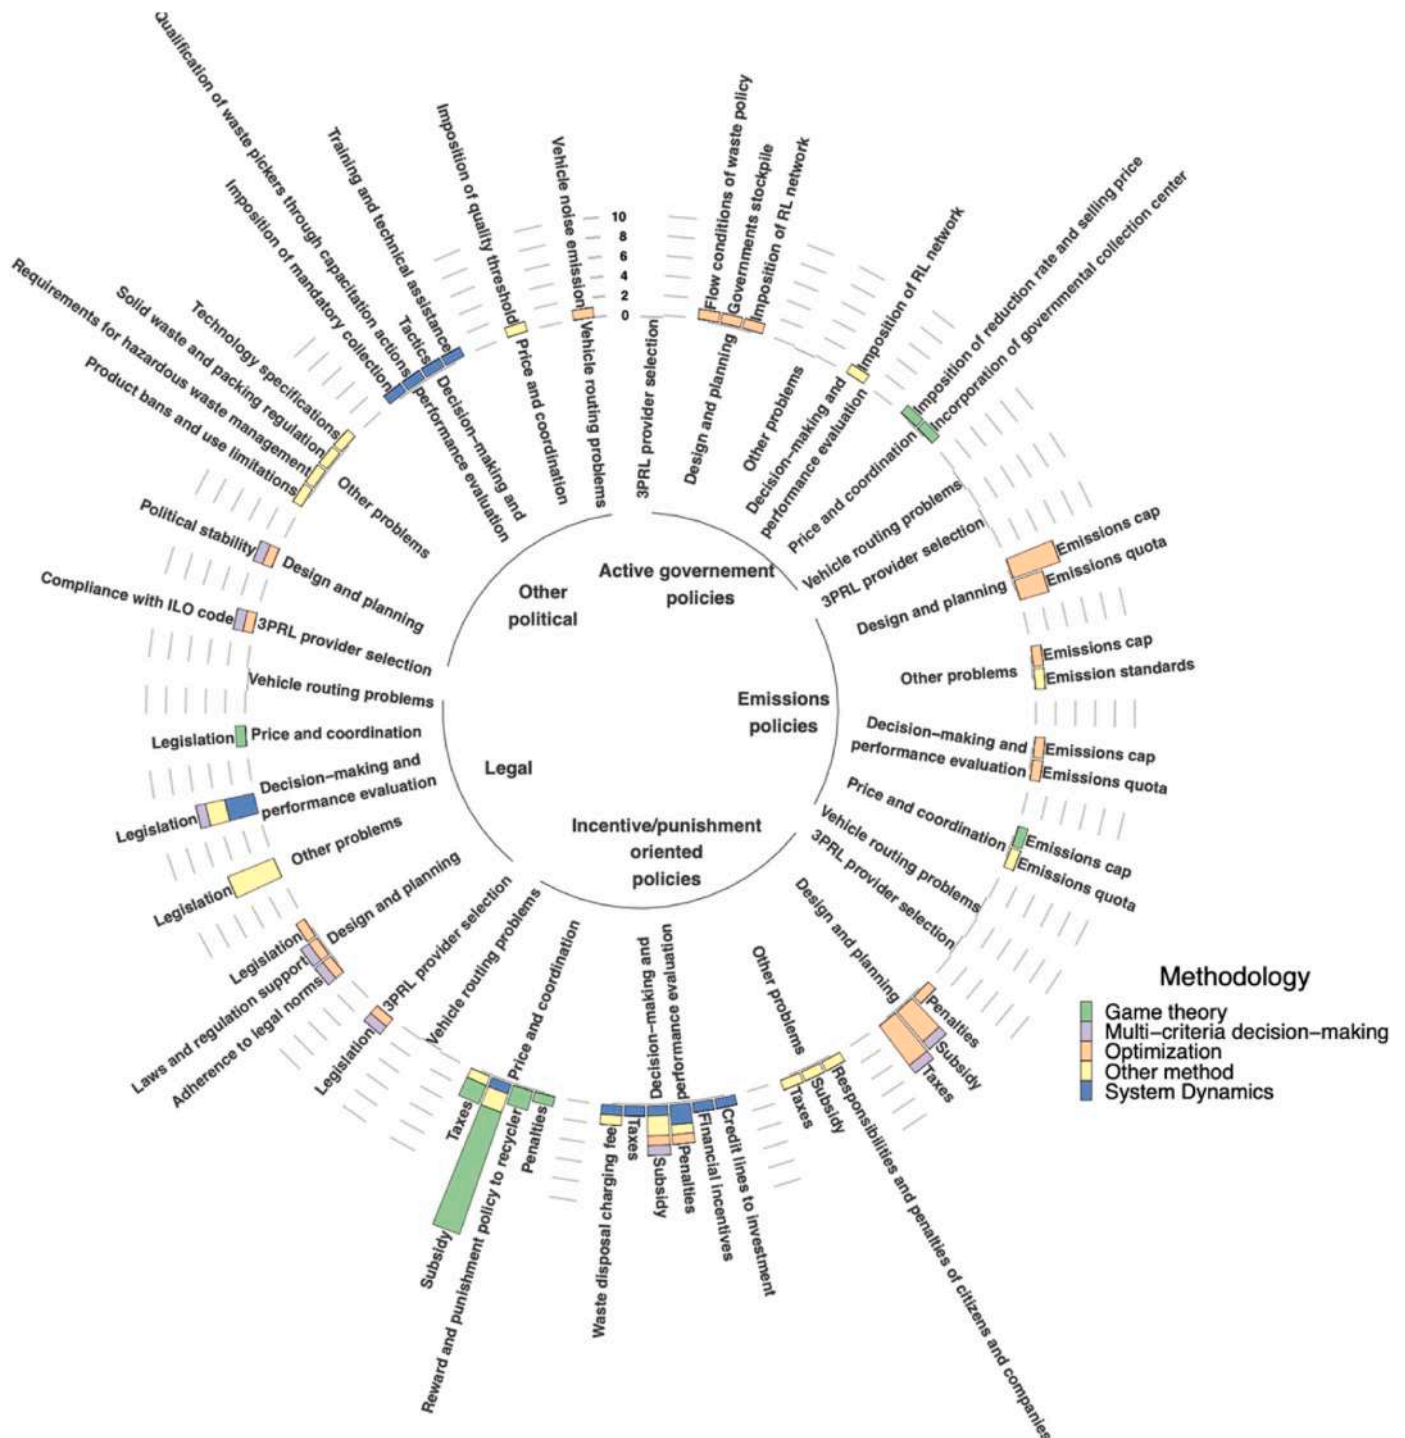 Other
political
Active governement
policies
Emissions
policies
Incentive/punishment
oriented
policies
Legal
10
8
6
4
2
0
3PRL provider selection
Flow conditions of waste policy
Governments stockpile
Imposition of RL network
Design and planning
Other problems
Imposition of RL network
Decision-making and
performance evaluation
Imposition of reduction rate and selling price
Incorporation of governmental collection center
Price and coordination
Vehicle routing problems
3PRL provider selection
Emissions cap
Emissions quota
Design and planning
Emissions cap
Emission standards
Other problems
Emissions cap
Emissions quota
Decision-making and
performance evaluation
Emissions cap
Emissions quota
Price and coordination
Vehicle routing problems
3PRL provider selection
Design and planning
Penalties
Subsidy
Taxes
Other problems
Responsibilities and penalties of citizens and companies
Subsidy
Taxes
Decision-making and
performance evaluation
Credit lines to investment
Financial incentives
Penalties
Subsidy
Taxes
Waste disposal charging fee
Price and coordination
Penalties
Reward and punishment policy to recycler
Subsidy
Taxes
Vehicle routing problems
3PRL provider selection
Legislation
Design and planning
Adherence to legal norms
Laws and regulation support
Legislation
Other problems
Legislation
Decision-making and
performance evaluation
Legislation
Price and coordination
Legislation
Vehicle routing problems
3PRL provider selection
Compliance with ILO code
Design and planning
Political stability
Other problems
Product bans and use limitations
Requirements for hazardous waste management
Solid waste and packing regulation
Technology specifications
Decision-making and
performance evaluation
Imposition of mandatory collection
Qualification of waste pickers through capacitation actions
Tactics
Training and technical assistance
Price and coordination
Imposition of quality threshold
Vehicle routing problems
Vehicle noise emission
Methodology
Game theory
Multi-criteria decision-making
Optimization
Other method
System Dynamics